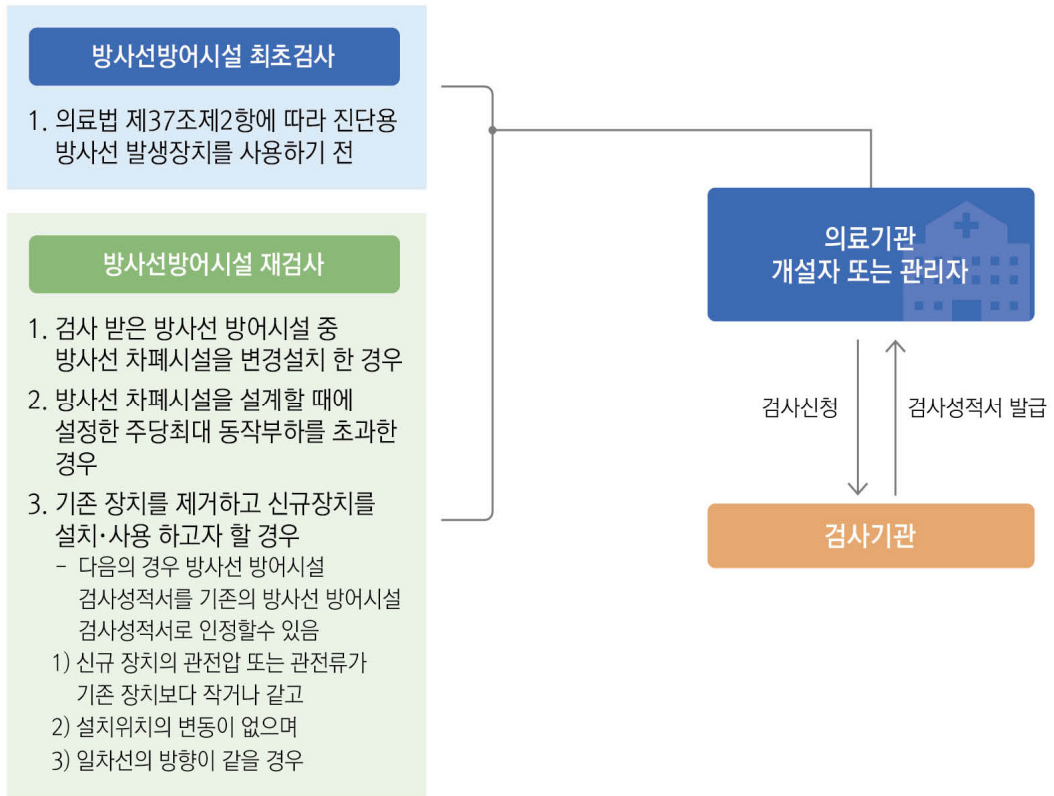 방사선방어시설 최초검사
1. 의료법 제37조제2항에 따라 진단용
방사선 발생장치를 사용하기 전
방사선방어시설 재검사
1. 검사 받은 방사선 방어시설 중
방사선 차폐시설을 변경설치 한 경우
2. 방사선 차폐시설을 설계할 때에
설정한 주당최대 동작부하를 초과한
경우
3. 기존 장치를 제거하고 신규장치를
설치·사용 하고자 할 경우
- 다음의 경우 방사선 방어시설
검사성적서를 기존의 방사선 방어시설
검사성적서로 인정할수 있음
1) 신규 장치의 관전압 또는 관전류가
기존 장치보다 작거나 같고
2) 설치위치의 변동이 없으며
3) 일차선의 방향이 같을 경우
의료기관
개설자 또는 관리자
검사신청
검사성적서 발급
검사기관